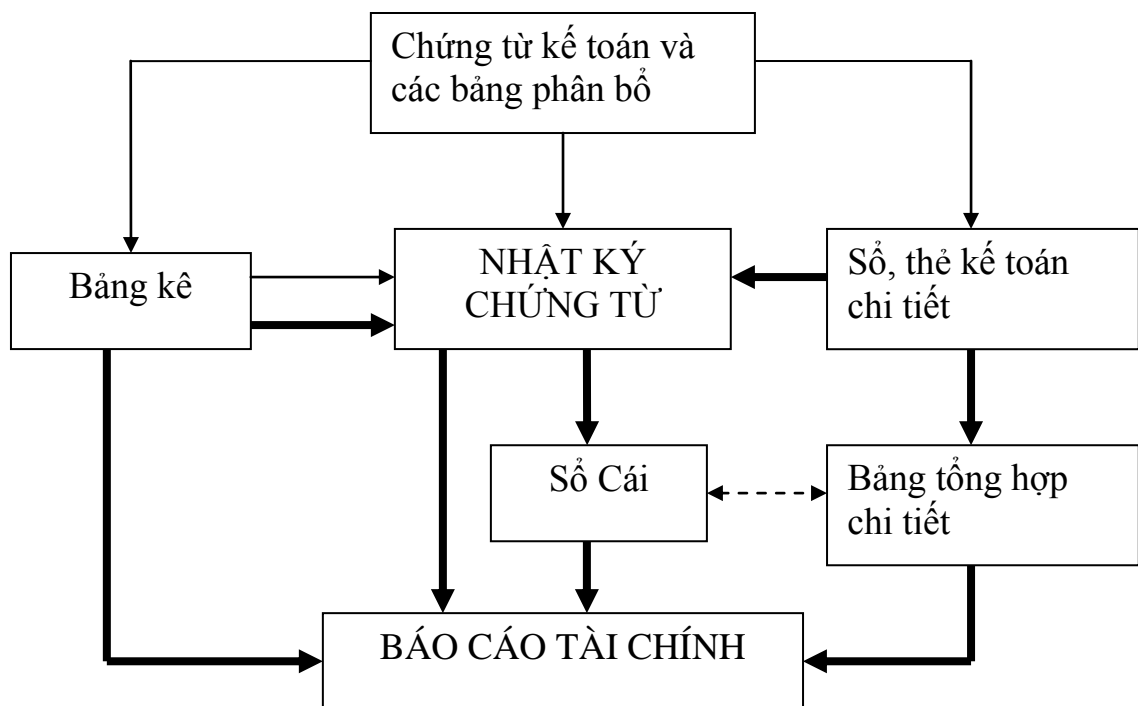 Chứng từ kế toán và
các bảng phân bổ
Bảng kê
NHẬT KÝ
CHỨNG TỪ
Sổ, thẻ kế toán
chi tiết
Sổ Cái
Bảng tổng hợp
chi tiết
BÁO CÁO TÀI CHÍNH